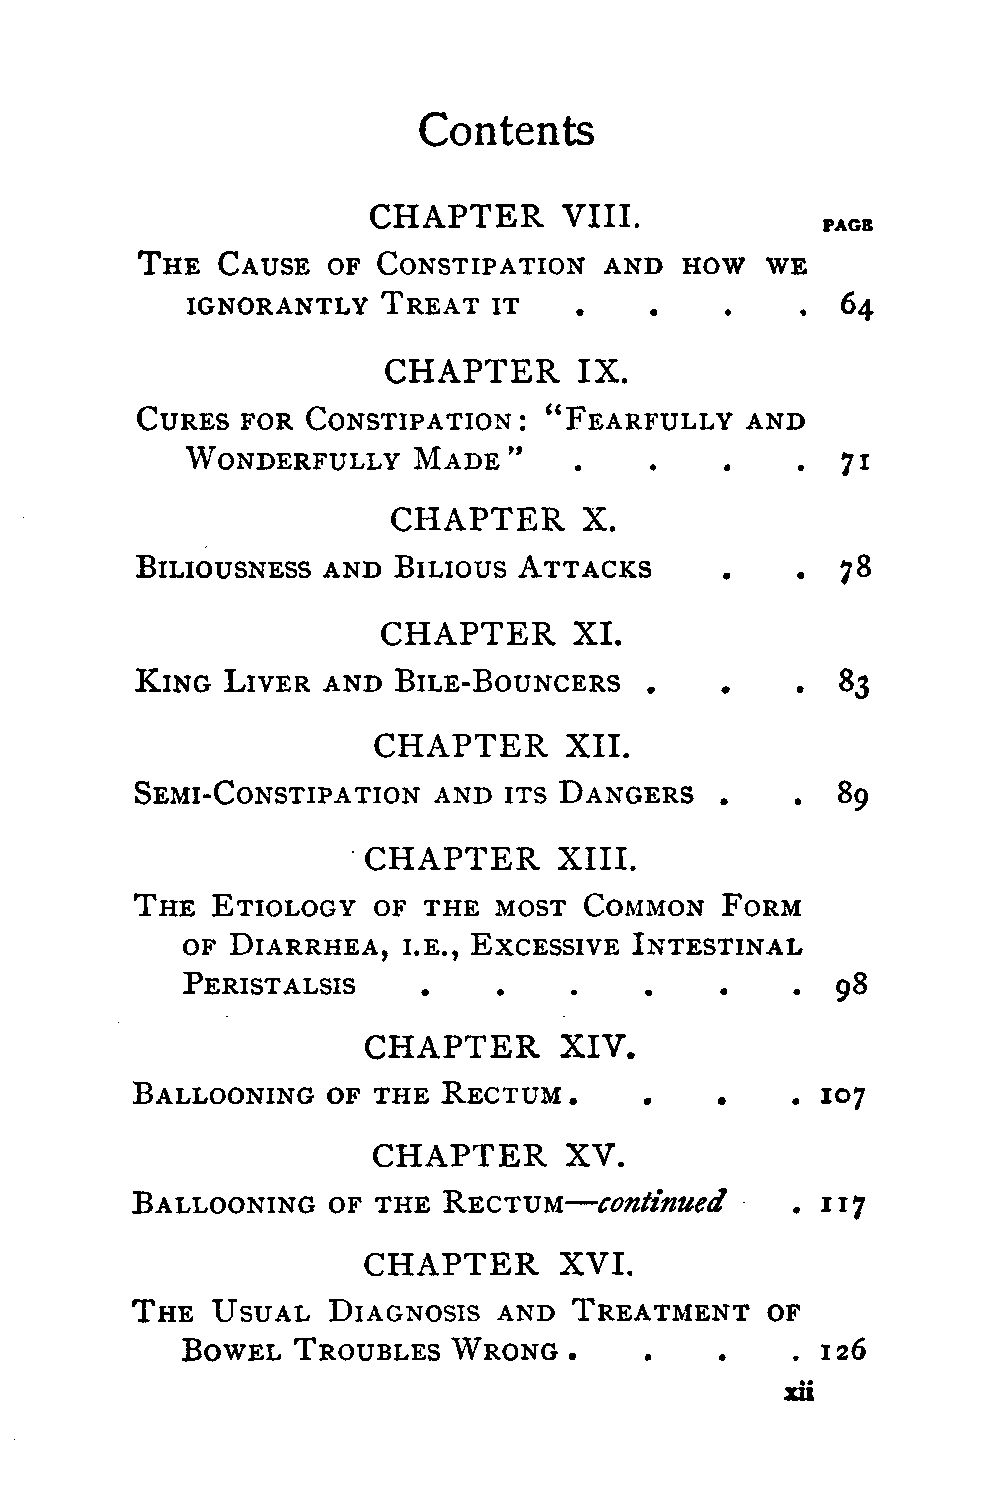 Contents
CHAPTER VIII.
PAGE
The Cause of Constipation and how we
ignorantly Treat it . . . . 64
CHAPTER IX.
Cures for Constipation: "Fearfully and
Wonderfully Made" . . . . 71
CHAPTER X.
Biliousness and Bilious Attacks . . 78
CHAPTER XI.
King Liver and Bile-Bouncers . . . 83
CHAPTER XII.
Semi-Constipation and its Dangers . . 89
CHAPTER XIII.
The Etiology of the most Common Form
of Diarrhea, i.e., Excessive Intestinal
Peristalsis . . . . . . 98
CHAPTER XIV.
Ballooning of the Rectum . . . . 107
CHAPTER XV.
Ballooning of the Rectum—continued . 117
CHAPTER XVI.
The Usual Diagnosis and Treatment of
Bowel Troubles Wrong . . . . 126
xii